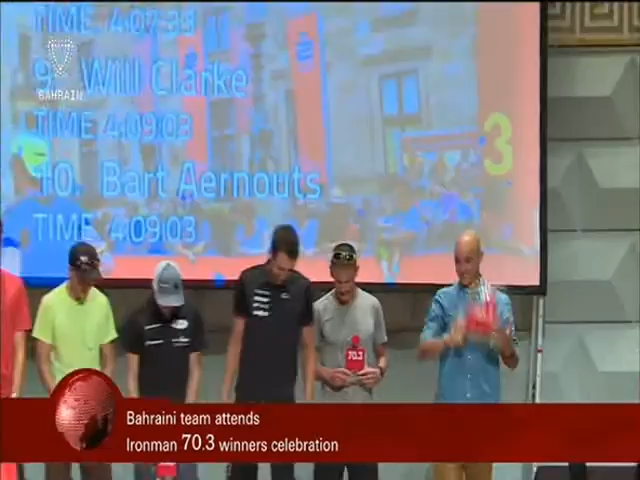 TIME 4:07:33
9. Will Clarke
BAHRAIN
TIME 4:09:03
3
10. Bart Aernouts
TIME 4:09:03
70.3
Bahraini team attends
Ironman 70.3 winners celebration